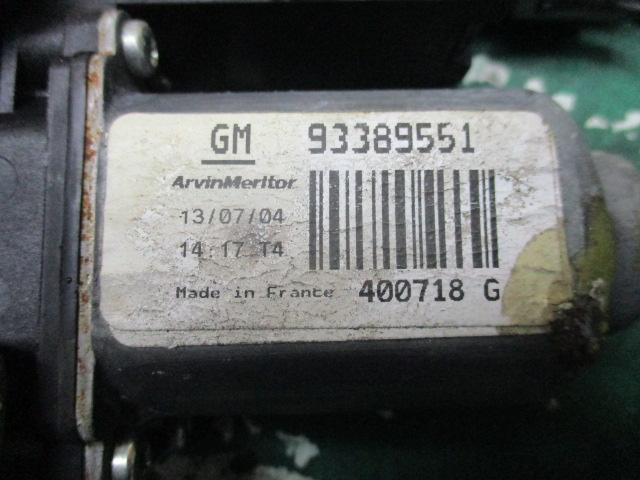 GM 93389551
ArvinMeritor
13/07/04
14:17 T4
Made in France 400718 G